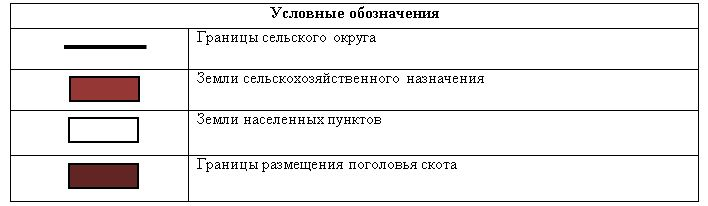 Условные обозначения
Границы сельского округа
Земли сельскохозяйственного назначения
Земли населенных пунктов
Границы размещения поголовья скота